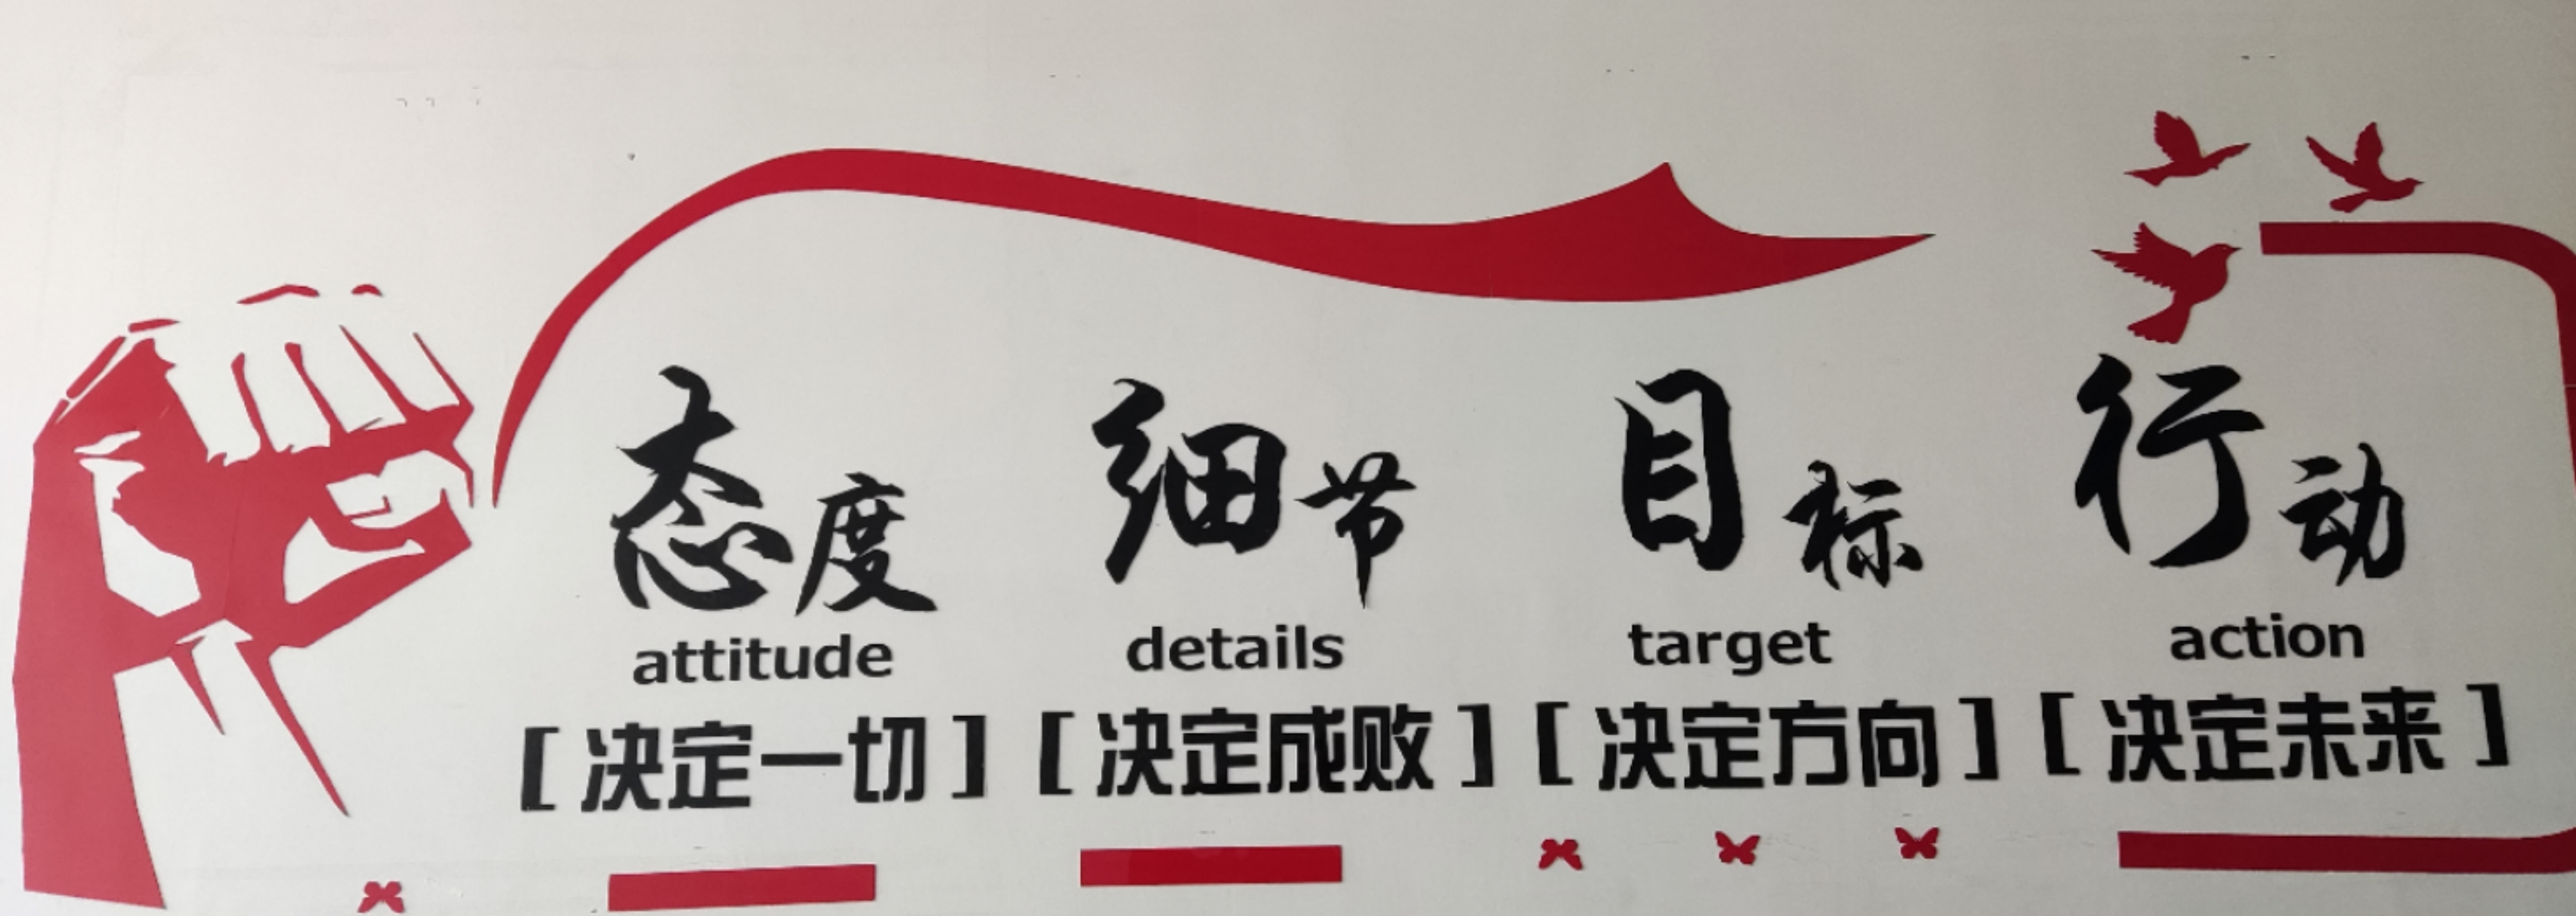 态度 细节 目标 行动
attitude details target action
[决定一切] [决定成败] [决定方向] [决定未来]